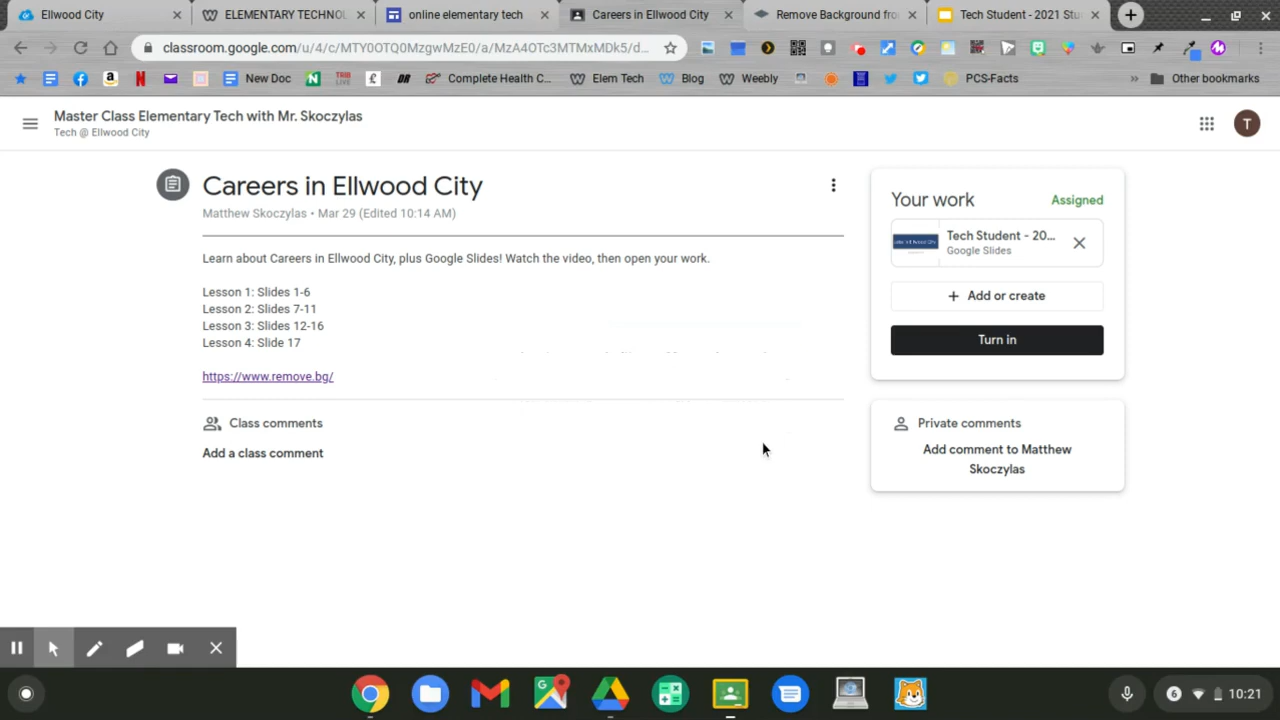 Ellwood City
ELEMENTARY TECHNOL
online elementary tech
Careers in Ellwood City
Remove Background fro
Tech Student - 2021 Stu
classroom.google.com/u/4/c/MTY0OTQ0MzgwMzE0/a/MzA4OTc3MTMxMDk5/d...
New Doc
TRIB LIVE
DR
Complete Health C...
Elem Tech
Blog
Weebly
PCS-Facts
»
Other bookmarks
Master Class Elementary Tech with Mr. Skoczylas
Tech @ Ellwood City
T
Careers in Ellwood City
Matthew Skoczylas • Mar 29 (Edited 10:14 AM)
Learn about Careers in Ellwood City, plus Google Slides! Watch the video, then open your work.
Lesson 1: Slides 1-6
Lesson 2: Slides 7-11
Lesson 3: Slides 12-16
Lesson 4: Slide 17
https://www.remove.bg/
Class comments
Add a class comment
Your work
Assigned
Tech Student - 20...
Google Slides
+ Add or create
Turn in
Private comments
Add comment to Matthew
Skoczylas
6
10:21